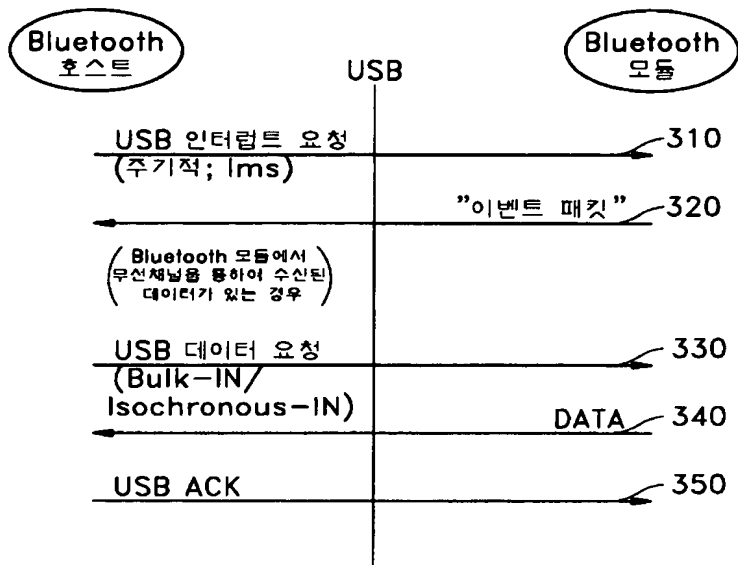 Bluetooth
호스트
USB
Bluetooth
모듈
USB 인터럽트 요청
310
(주기적; 1ms)
"이벤트 패킷"
320
(Bluetooth 모듈에서
무선채널을 통하여 수신된
데이터가 있는 경우)
USB 데이터 요청
330
(Bulk-IN/
Isochronous-IN)
DATA
340
USB ACK
350